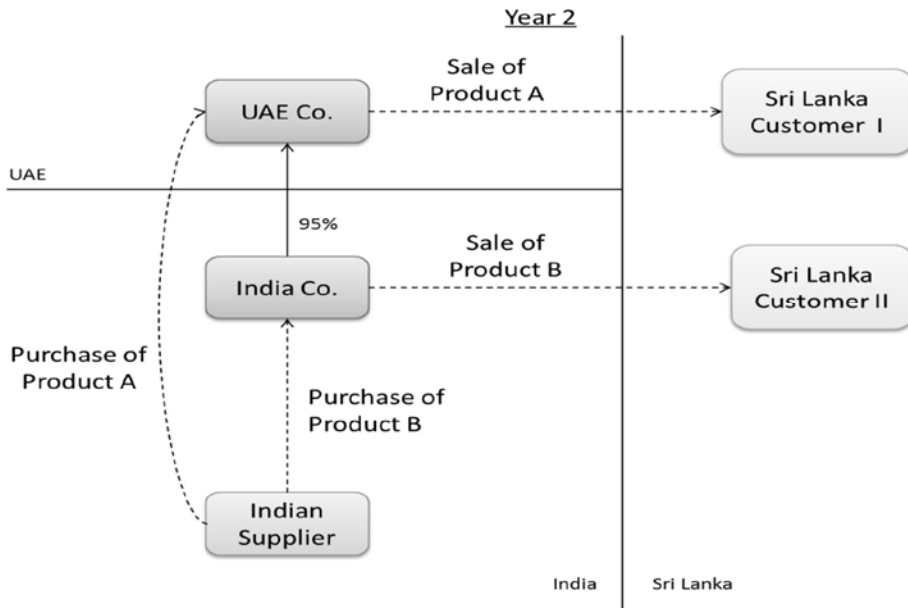 Year 2
Sale of
Product A
UAE Co.
Sri Lanka
Customer I
UAE
95%
Sale of
Product B
India Co.
Sri Lanka
Customer II
Purchase of
Product A
Purchase of
Product B
Indian
Supplier
India
Sri Lanka